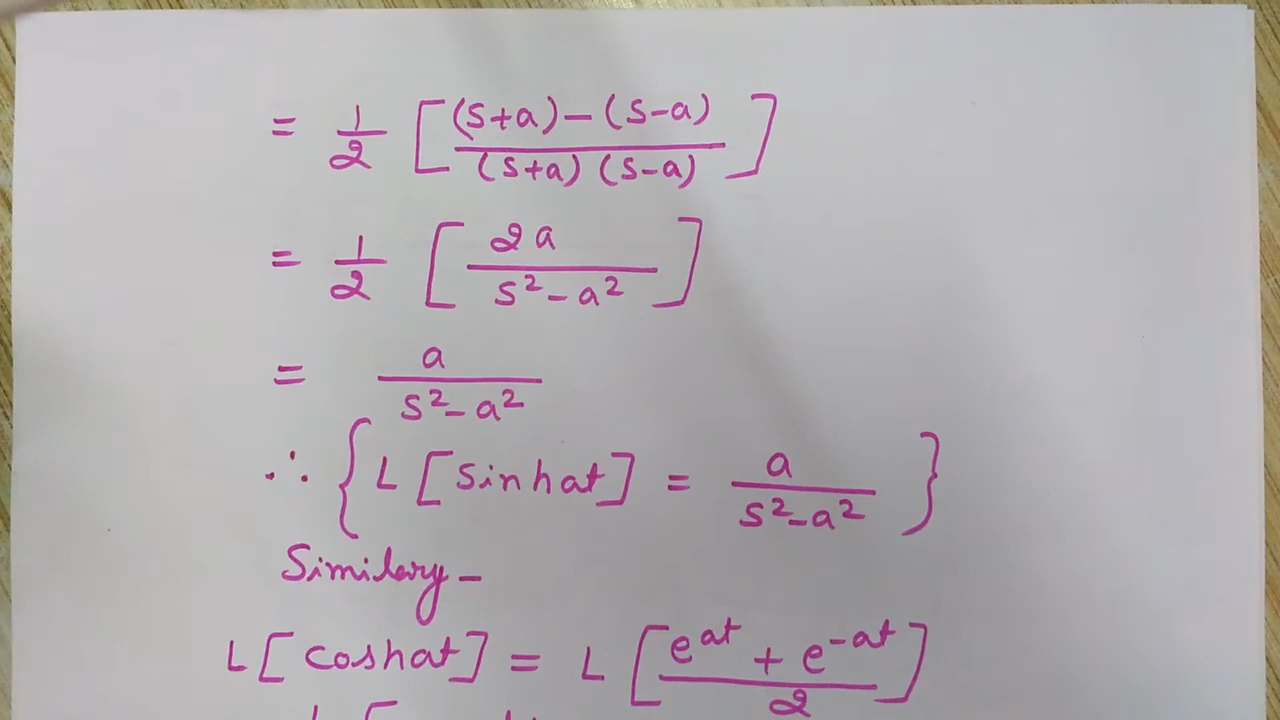 = 1/2 [ (S+a) - (S-a) / (S+a) (S-a) ]
= 1/2 [ 2a / S² - a² ]
= a / S² - a²
∴ { L [Sinhat] = a / S² - a² }
Similary -
L [coshat] = L [ e^at + e^-at / 2 ]